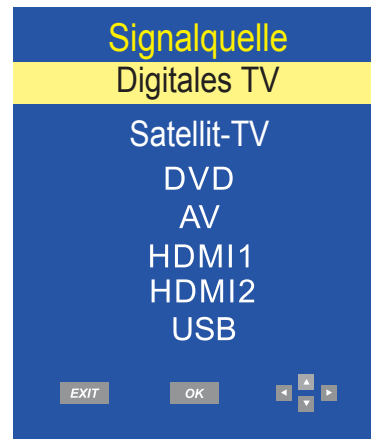 Signalquelle
Digitales TV
Satellit-TV
DVD
AV
HDMI1
HDMI2
USB
EXIT OK